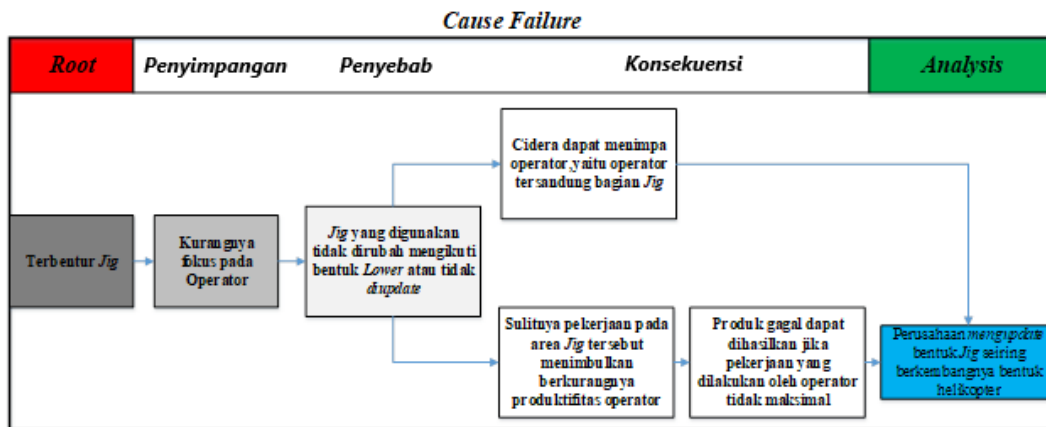 Cause Failure
Root
Penyimpangan
Penyebab
Konsekuensi
Analysis
Cidera dapat menimpa
operator,yaitu operator
tersandung bagian Jig
Terbentur Jig
Kurangnya
fokus pada
Operator
Jig yang digunakan
tidak dirubah mengikuti
bentuk Lower atau tidak
diupdate
Sulitnya pekerjaan pada
area Jig tersebut
menimbulkan
berkurangnya
produktifitas operator
Produk gagal dapat
dihasilkan jika
pekerjaan yang
dilakukan oleh operator
tidak maksimal
Perusahaan mengupdate
bentuk Jig seiring
berkembangnya bentuk
helikopter